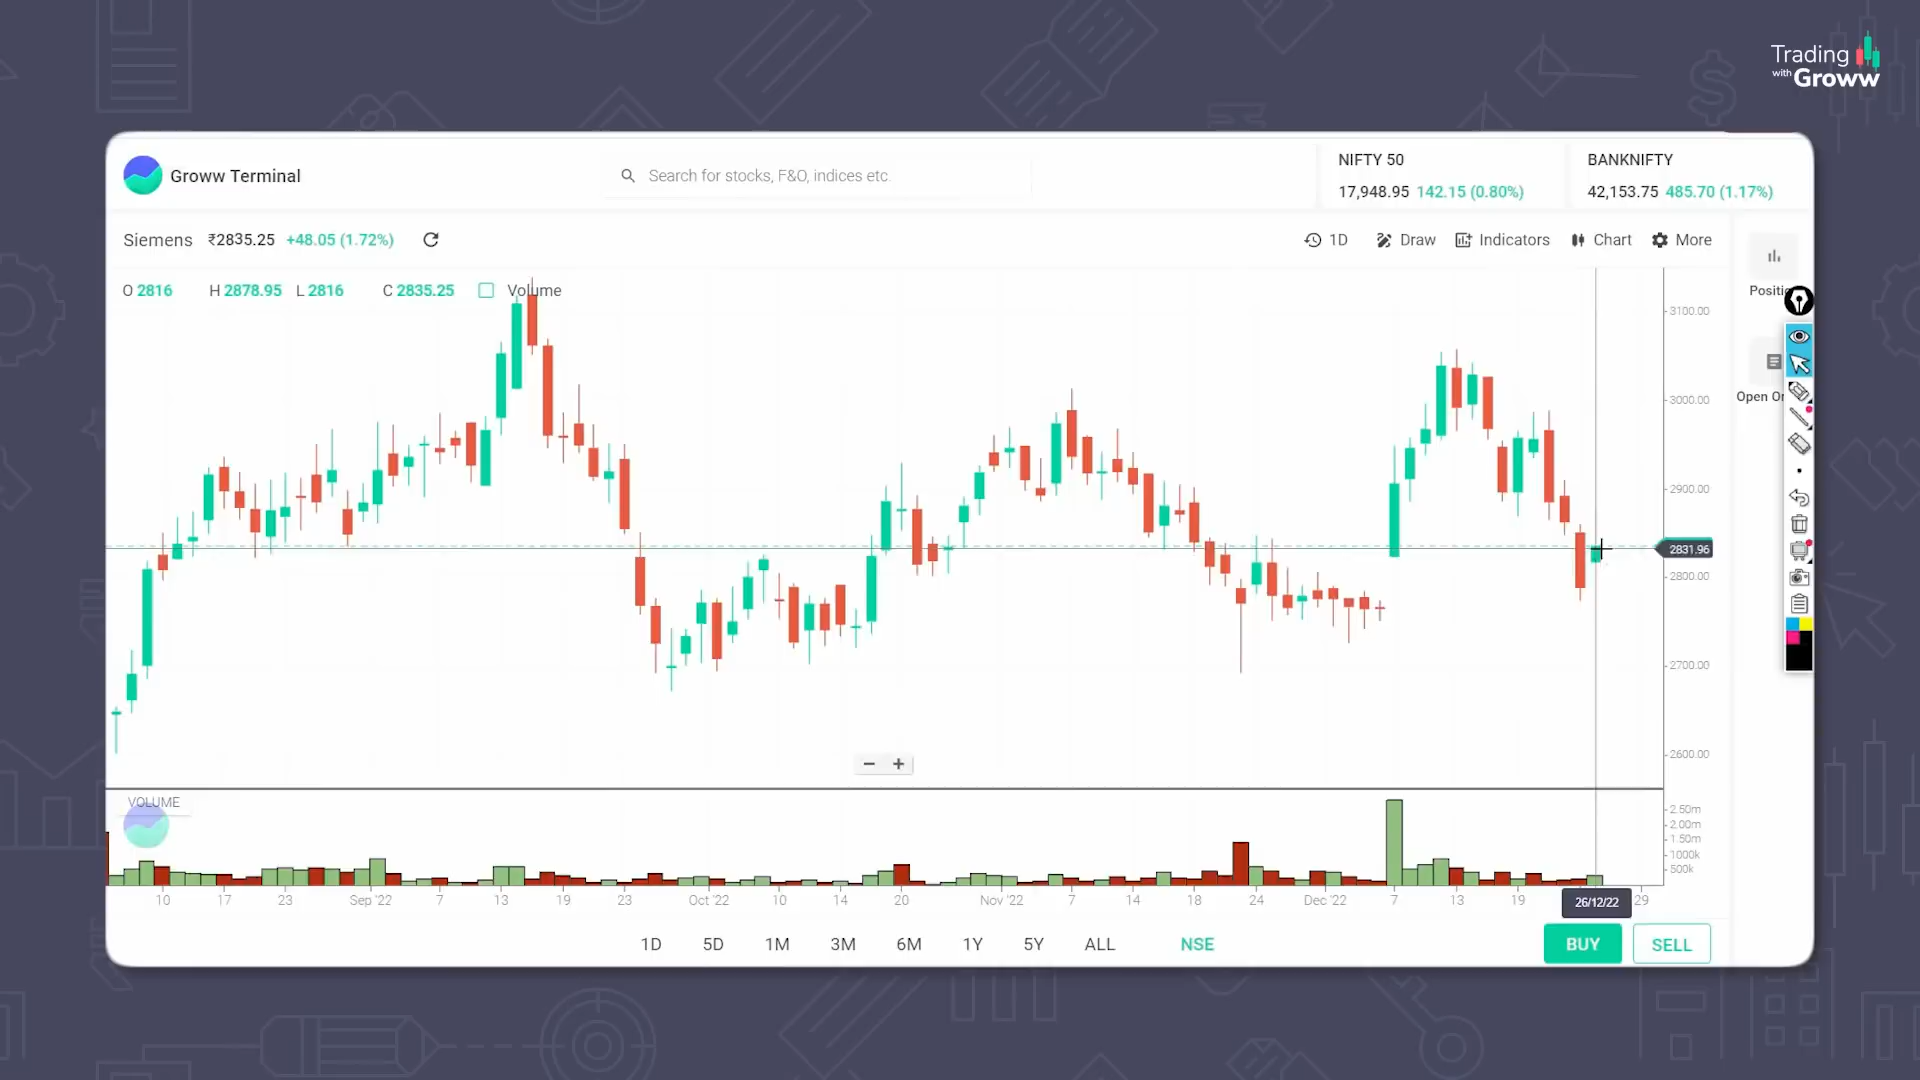 Trading
with Groww
Groww Terminal
Search for stocks, F&O, indices etc.
NIFTY 50
17,948.95 142.15 (0.80%)
BANKNIFTY
42,153.75 485.70 (1.17%)
Siemens ₹2835.25 +48.05 (1.72%)
1D Draw Indicators Chart More
O 2816 H 2878.95 L 2816 C 2835.25 Volume
Positi
Open Or
3100.00
3000.00
2900.00
2831.96
2800.00
2700.00
2600.00
VOLUME
2.50m
2.00m
1.50m
1000k
500k
10 17 23 Sep '22 7 13 19 23 Oct '22 10 14 20 Nov '22 7 14 18 24 Dec '22 7 13 19 26/12/22 29
1D 5D 1M 3M 6M 1Y 5Y ALL NSE
BUY SELL